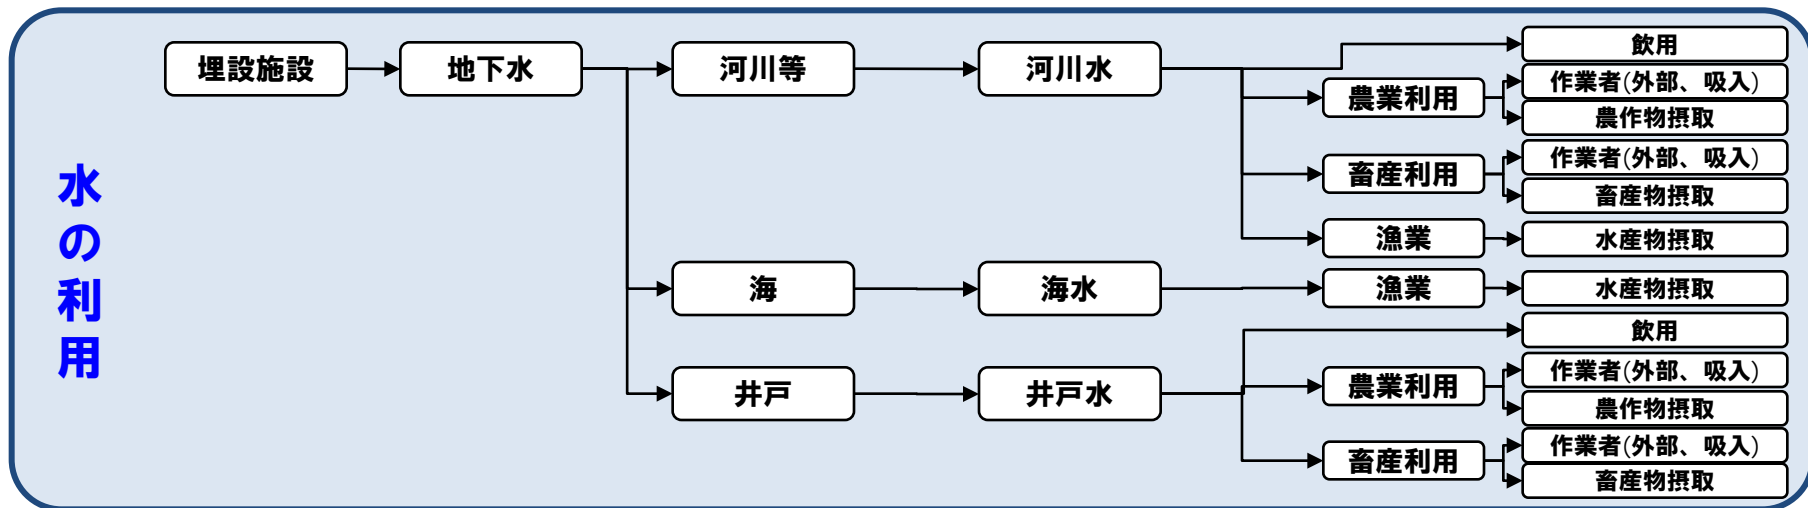 水の利用
埋設施設
地下水
河川等
河川水
飲用
農業利用
作業者(外部、吸入)
農作物摂取
畜産利用
作業者(外部、吸入)
畜産物摂取
漁業
水産物摂取
海
海水
漁業
水産物摂取
井戸
井戸水
飲用
農業利用
作業者(外部、吸入)
農作物摂取
畜産利用
作業者(外部、吸入)
畜産物摂取